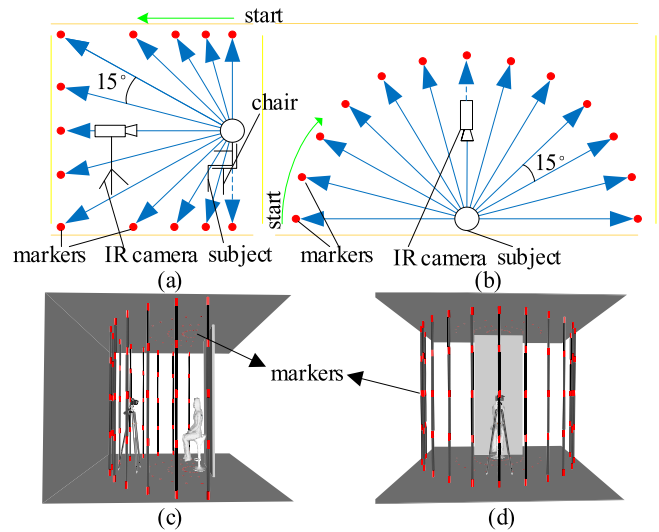 start
15°
chair
15°
start
markers IR camera subject
markers
IR camera subject
(a)
(b)
markers
(c)
(d)